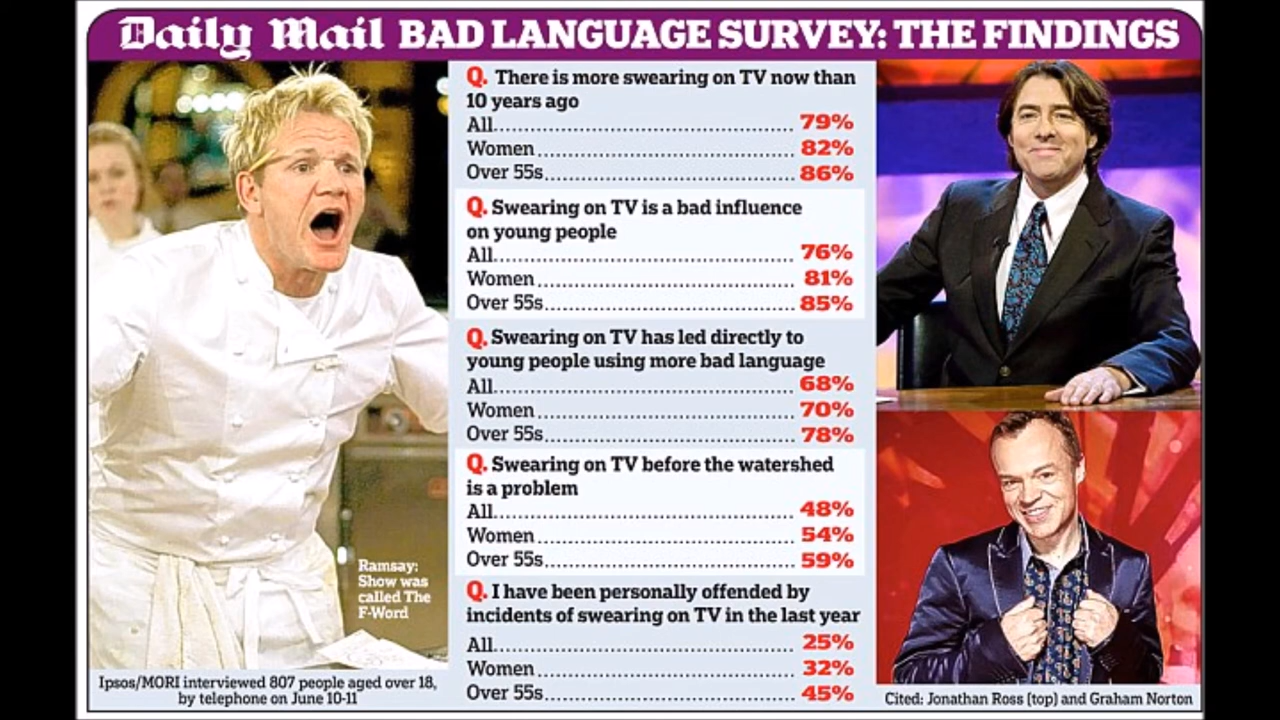 Daily Mail BAD LANGUAGE SURVEY: THE FINDINGS
Q. There is more swearing on TV now than
10 years ago
All.......... 79%
Women.......... 82%
Over 55s.......... 86%
Q. Swearing on TV is a bad influence
on young people
All.......... 76%
Women.......... 81%
Over 55s.......... 85%
Q. Swearing on TV has led directly to
young people using more bad language
All.......... 68%
Women.......... 70%
Over 55s.......... 78%
Q. Swearing on TV before the watershed
is a problem
All.......... 48%
Women.......... 54%
Over 55s.......... 59%
Q. I have been personally offended by
incidents of swearing on TV in the last year
All.......... 25%
Women.......... 32%
Over 55s.......... 45%
Ramsay:
Show was
called The
F-Word
Ipsos/MORI interviewed 807 people aged over 18,
by telephone on June 10-11
Cited: Jonathan Ross (top) and Graham Norton